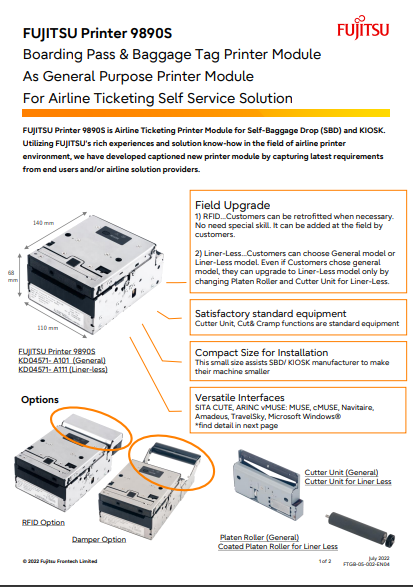 FUJITSU Printer 9890S
FUJITSU
Boarding Pass & Baggage Tag Printer Module
As General Purpose Printer Module
For Airline Ticketing Self Service Solution
FUJITSU Printer 9890S is Airline Ticketing Printer Module for Self-Baggage Drop (SBD) and KIOSK.
Utilizing FUJITSU's rich experiences and solution know-how in the field of airline printer
environment, we have developed captioned new printer module by capturing latest requirements
from end users and/or airline solution providers.
140 mm
68
mm
110 mm
FUJITSU Printer 9890S
KD04571- A101 (General)
KD04571- A111 (Liner-less)
Field Upgrade
1) RFID...Customers can be retrofitted when necessary.
No need special skill. It can be added at the field by
customers.
2) Liner-Less...Customers can choose General model or
Liner-Less model. Even if Customers chose general
model, they can upgrade to Liner-Less model only by
changing Platen Roller and Cutter Unit for Liner-Less.
Satisfactory standard equipment
Cutter Unit, Cut& Cramp functions are standard equipment
Compact Size for Installation
This small size assists SBD/ KIOSK manufacturer to make
their machine smaller
Versatile Interfaces
SITA CUTE, ARINC vMUSE: MUSE, cMUSE, Navitaire,
Amadeus, TravelSky, Microsoft Windows®
*find detail in next page
Options
RFID Option
Damper Option
Cutter Unit (General)
Cutter Unit for Liner Less
Platen Roller (General)
Coated Platen Roller for Liner Less
© 2022 Fujitsu Frontech Limited
1 of 2
July 2022
FTGB-05-002-EN04